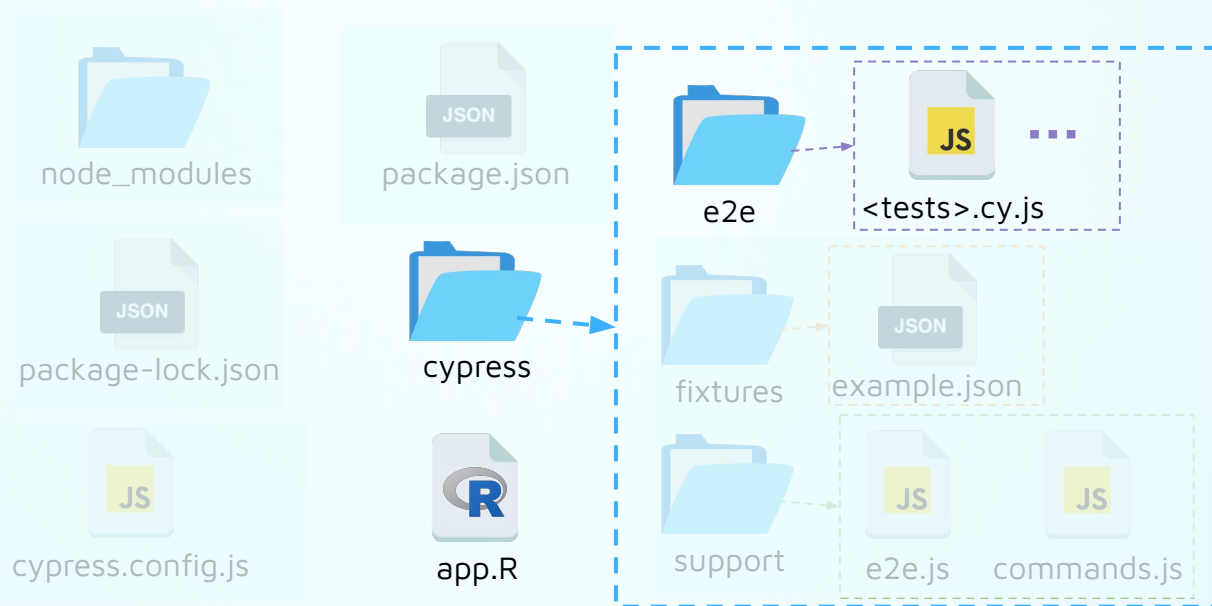 JSON
node_modules
package.json
JS
e2e
<tests>.cy.js
JSON
package-lock.json
cypress
JSON
fixtures
example.json
JS
cypress.config.js
R
app.R
support
JS
e2e.js
JS
commands.js